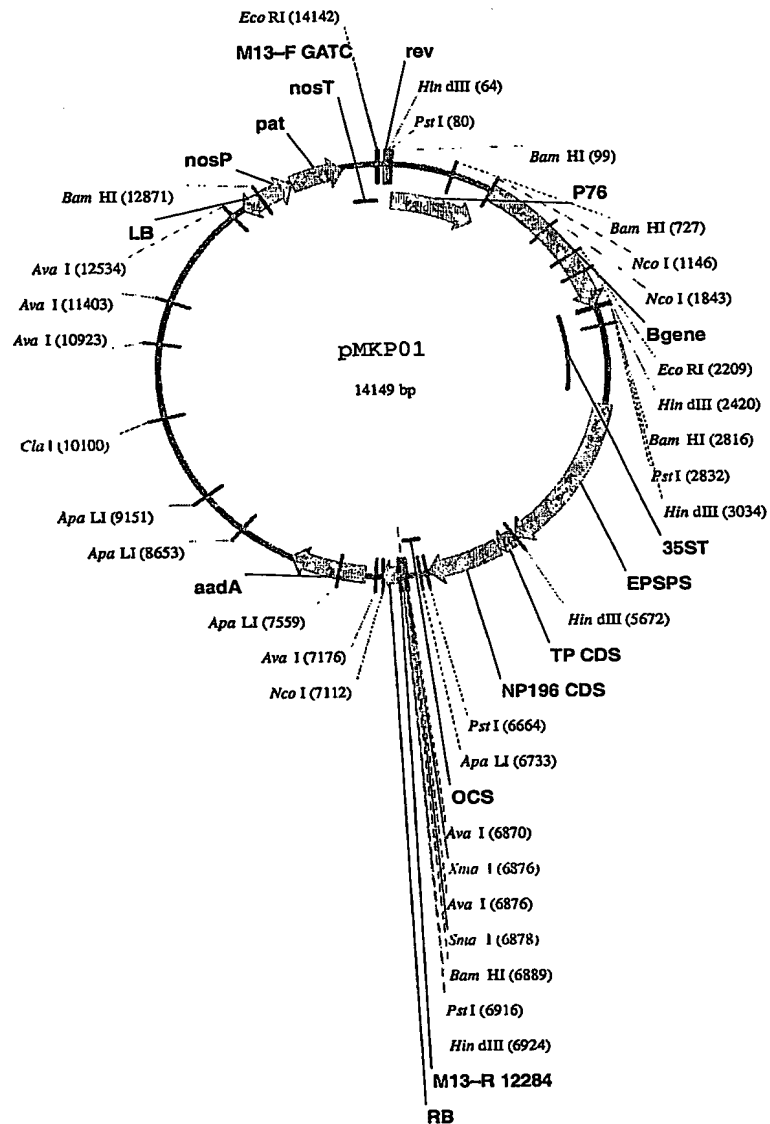 Eco RI (14142)
M13–F GATC
rev
nosT
Hin dIII (64)
Pst I (80)
pat
nosP
Bam HI (99)
Bam HI (12871)
P76
LB
Bam HI (727)
Ava I (12534)
Nco I (1146)
Ava I (11403)
Nco I (1843)
Ava I (10923)
pMKP01
Bgene
14149 bp
Eco RI (2209)
Hin dIII (2420)
Bam HI (2816)
Cla I (10100)
Pst I (2832)
Hin dIII (3034)
Apa LI (9151)
35ST
Apa LI (8653)
EPSPS
aadA
Hin dIII (5672)
Apa LI (7559)
TP CDS
Ava I (7176)
NP196 CDS
Nco I (7112)
Pst I (6664)
Apa LI (6733)
OCS
Ava I (6870)
Xma I (6876)
Ava I (6876)
Sma I (6878)
Bam HI (6889)
Pst I (6916)
Hin dIII (6924)
M13–R 12284
RB